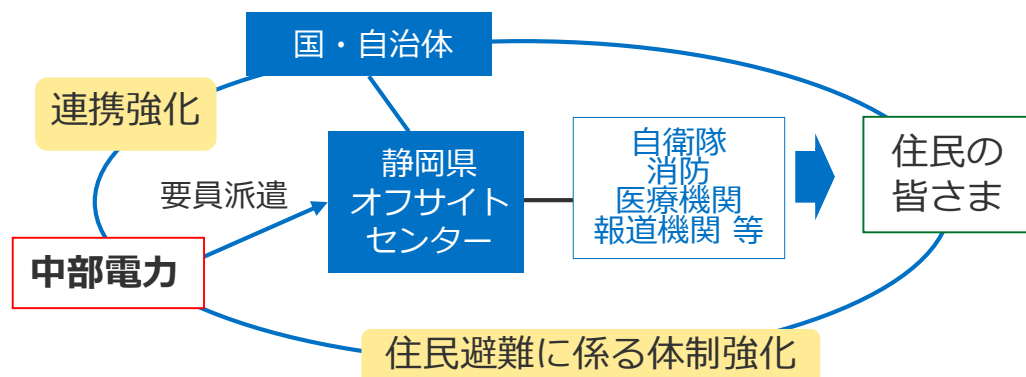 国・自治体
連携強化
要員派遣
中部電力
静岡県
オフサイト
センター
自衛隊
消防
医療機関
報道機関 等
住民の
皆さま
住民避難に係る体制強化